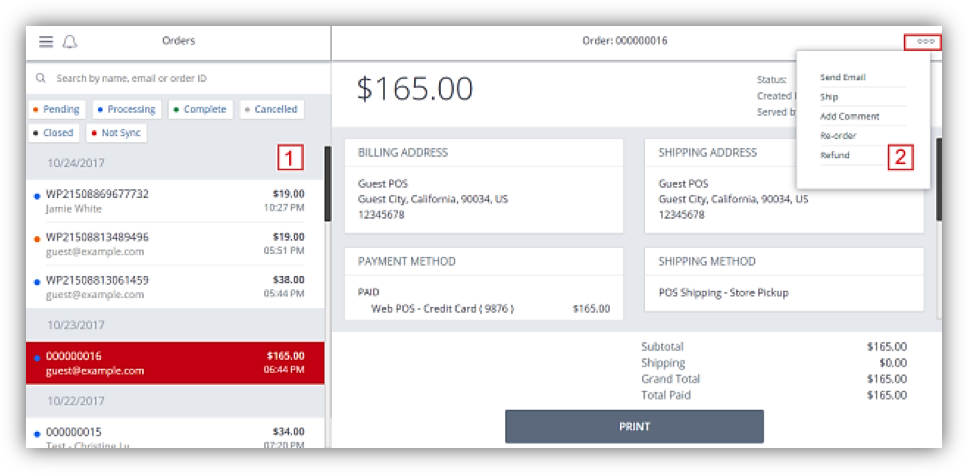 Orders
Order: 000000016
Search by name, email or order ID
Pending Processing Complete Cancelled
Closed Not Sync
1
10/24/2017
WP21508869677732 $19.00
Jamie White 10:27 PM
WP21508813489496 $19.00
guest@example.com 05:51 PM
WP21508813061459 $38.00
guest@example.com 05:44 PM
10/23/2017
000000016 $165.00
guest@example.com 06:44 PM
10/22/2017
000000015 $34.00
Test - Christine Lu 07:20 PM
$165.00
Status:
Created
Served b
Send Email
Ship
Add Comment
Re-order
Refund
2
BILLING ADDRESS
Guest POS
Guest City, California, 90034, US
12345678
SHIPPING ADDRESS
Guest POS
Guest City, California, 90034, US
12345678
PAYMENT METHOD
PAID
Web POS - Credit Card ( 9876 ) $165.00
SHIPPING METHOD
POS Shipping - Store Pickup
Subtotal $165.00
Shipping $0.00
Grand Total $165.00
Total Paid $165.00
PRINT